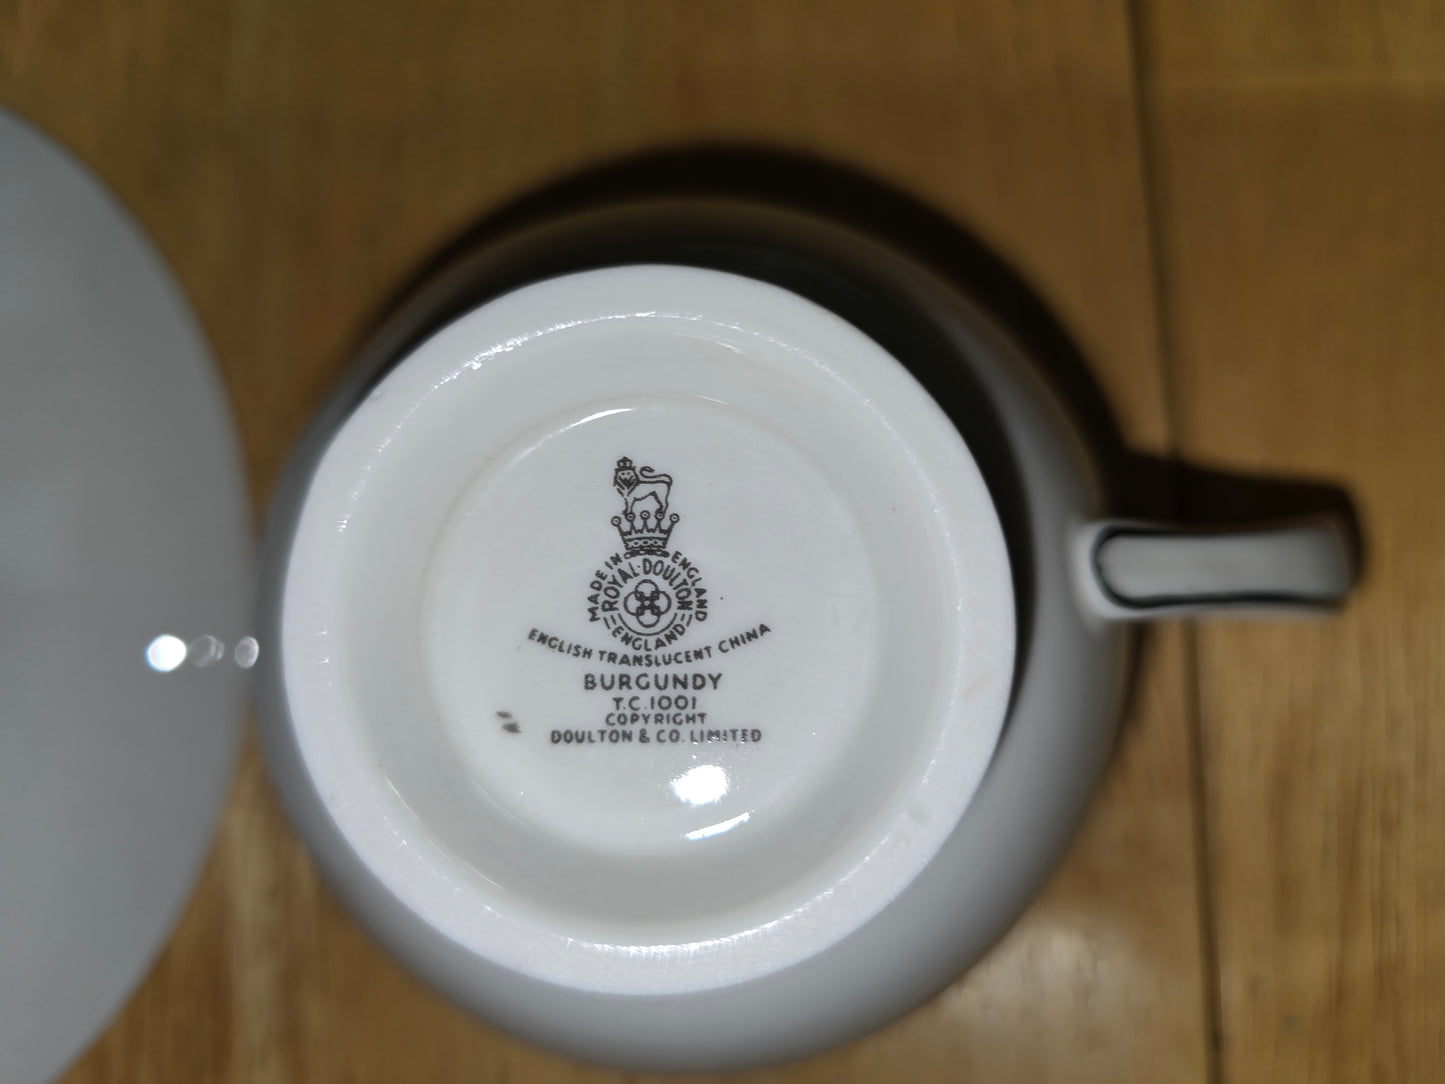 MADE IN ENGLAND
ROYAL·DOULTON
ENGLAND
ENGLISH TRANSLUCENT CHINA
BURGUNDY
T.C.1001
COPYRIGHT
DOULTON & CO. LIMITED